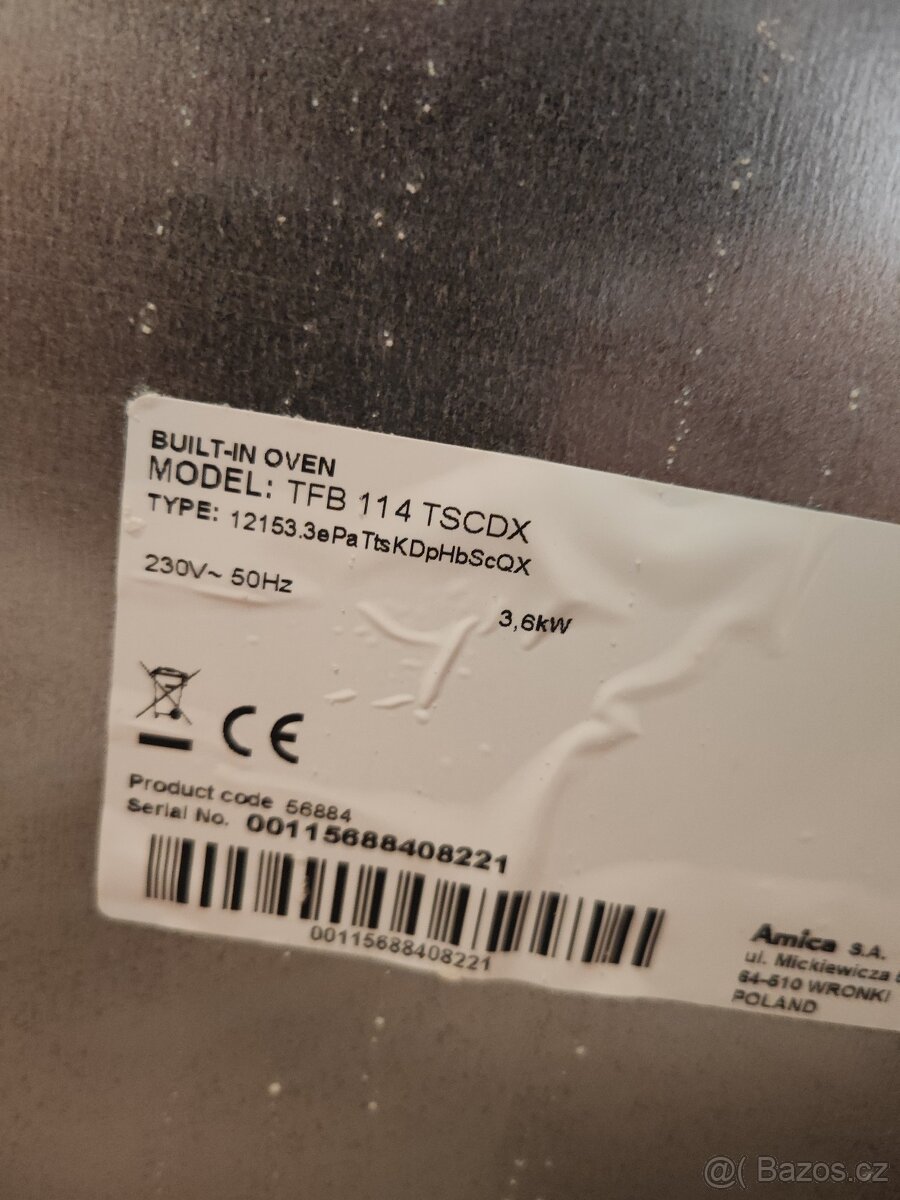 BUILT-IN OVEN
MODEL: TFB 114 TSCDX
TYPE: 12153.3ePaTtsKDpHbScQX
230V~ 50Hz
3,6kW
CE
Product code 56884
Serial No. 00115688408221
00115688408221
Amica S.A.
ul. Mickiewicza
64-510 WRONKI
POLAND
@( Bazos.cz